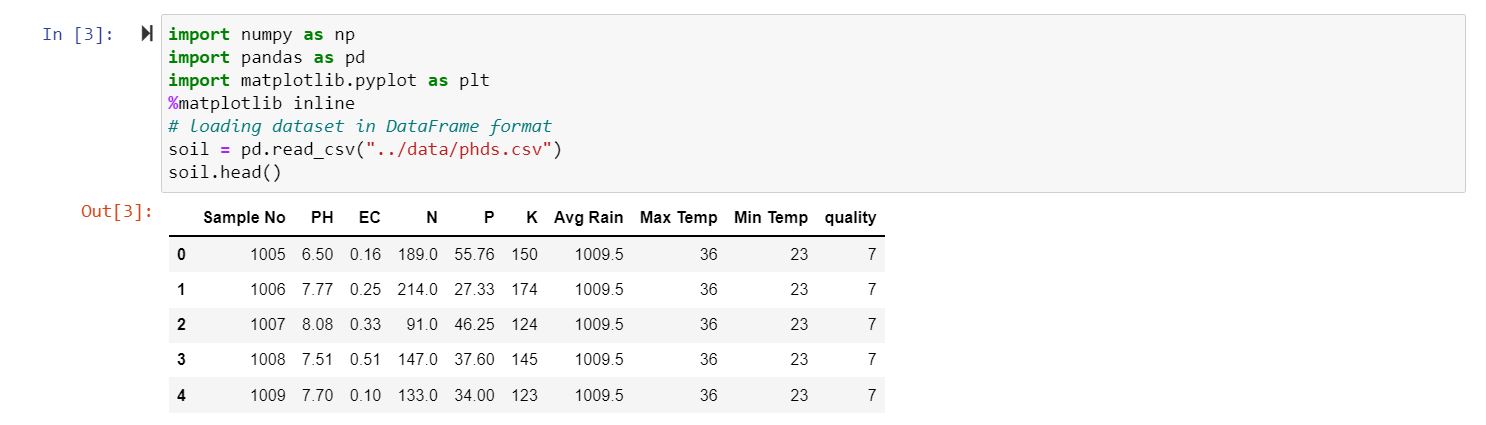 In [3]: import numpy as np
import pandas as pd
import matplotlib.pyplot as plt
%matplotlib inline
# loading dataset in DataFrame format
soil = pd.read_csv("../data/phds.csv")
soil.head()
Out[3]:
Sample No PH EC N P K Avg Rain Max Temp Min Temp quality
0 1005 6.50 0.16 189.0 55.76 150 1009.5 36 23 7
1 1006 7.77 0.25 214.0 27.33 174 1009.5 36 23 7
2 1007 8.08 0.33 91.0 46.25 124 1009.5 36 23 7
3 1008 7.51 0.51 147.0 37.60 145 1009.5 36 23 7
4 1009 7.70 0.10 133.0 34.00 123 1009.5 36 23 7